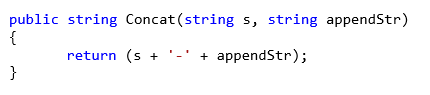 public string Concat(string s, string appendStr)
{
return (s + '-' + appendStr);
}